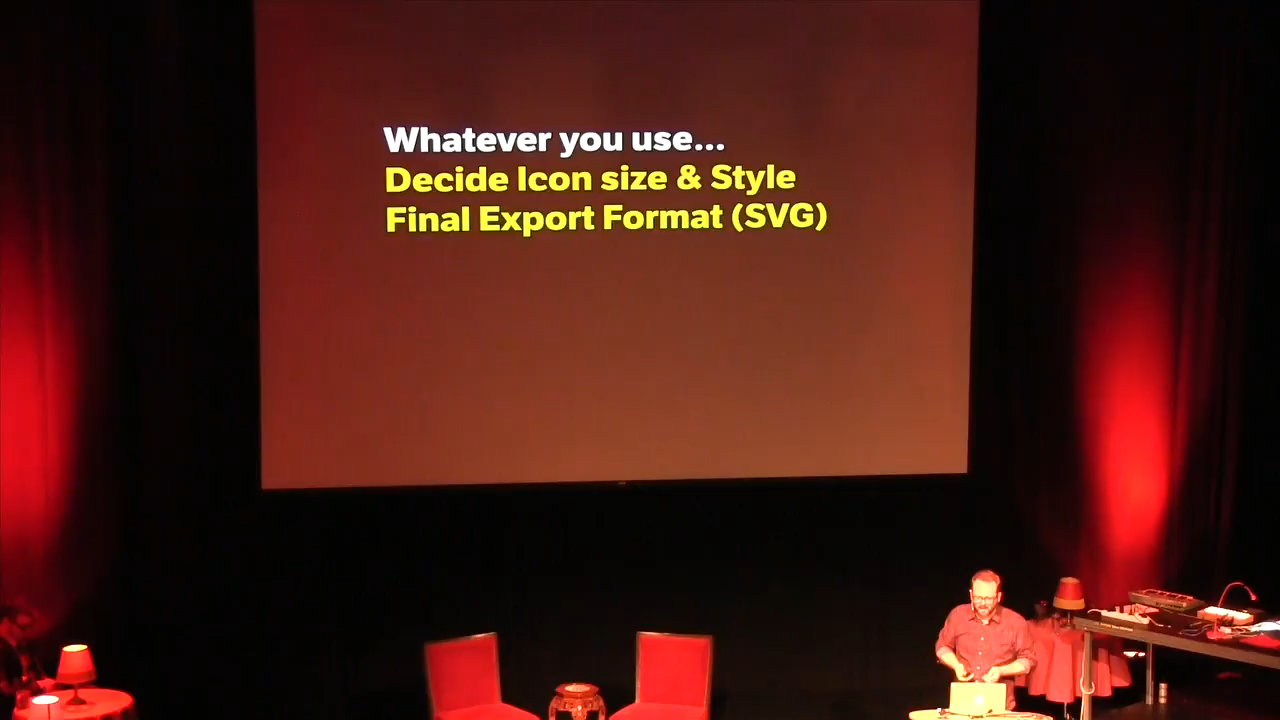 Whatever you use...
Decide Icon size & Style
Final Export Format (SVG)